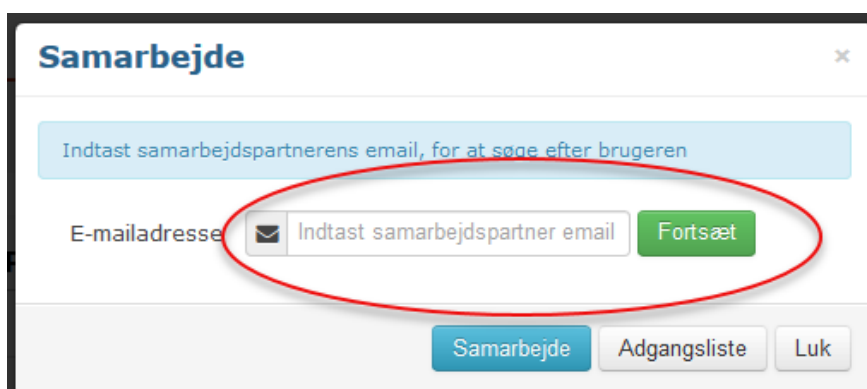 Samarbejde ×
Indtast samarbejdspartnerens email, for at søge efter brugeren
E-mailadresse Indtast samarbejdspartner email Fortsæt
Samarbejde Adgangsliste Luk